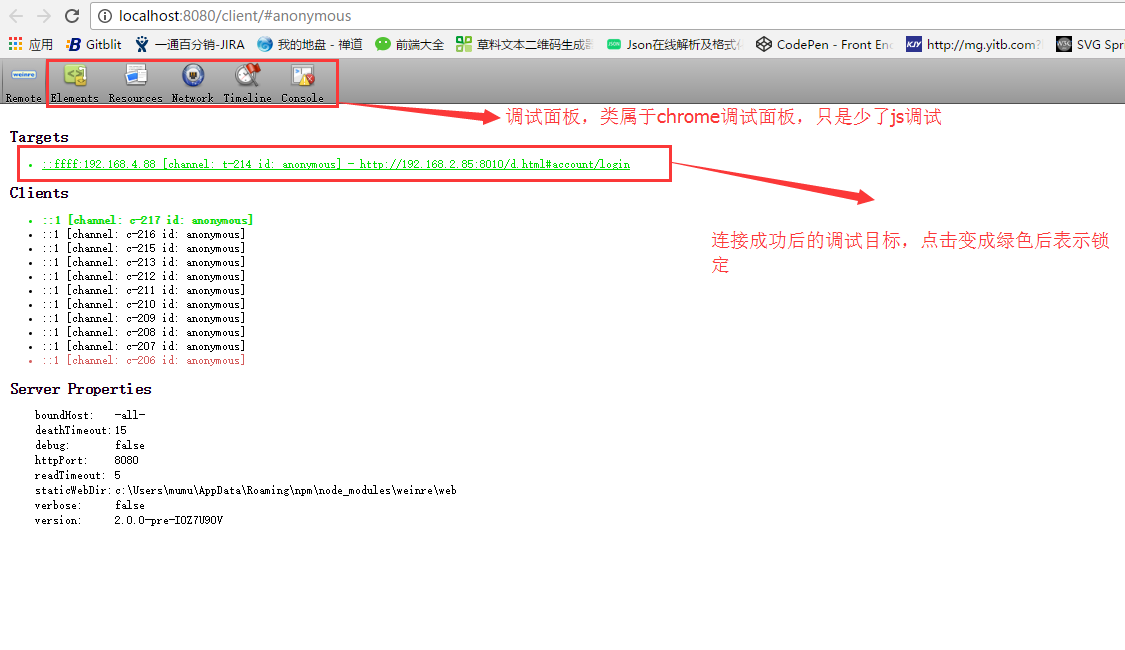 localhost:8080/client/#anonymous
应用 Gitblit 一通百分销-JIRA 我的地盘 - 禅道 前端大全 草料文本二维码生成器 Json在线解析及格式化 CodePen - Front End http://mg.yitb.com? SVG Spri
weinre
Remote Elements Resources Network Timeline Console
调试面板，类属于chrome调试面板，只是少了js调试
Targets
::ffff:192.168.4.88 [channel: t-214 id: anonymous] - http://192.168.2.85:8010/d.html#account/login
Clients
::1 [channel: c-217 id: anonymous]
::1 [channel: c-216 id: anonymous]
::1 [channel: c-215 id: anonymous]
::1 [channel: c-213 id: anonymous]
::1 [channel: c-212 id: anonymous]
::1 [channel: c-211 id: anonymous]
::1 [channel: c-210 id: anonymous]
::1 [channel: c-209 id: anonymous]
::1 [channel: c-208 id: anonymous]
::1 [channel: c-207 id: anonymous]
::1 [channel: c-206 id: anonymous]
连接成功后的调试目标，点击变成绿色后表示锁
定
Server Properties
boundHost: -all-
deathTimeout: 15
debug: false
httpPort: 8080
readTimeout: 5
staticWebDir: c:\Users\mumu\AppData\Roaming\npm\node_modules\weinre\web
verbose: false
version: 2.0.0-pre-IOZ7U9OV